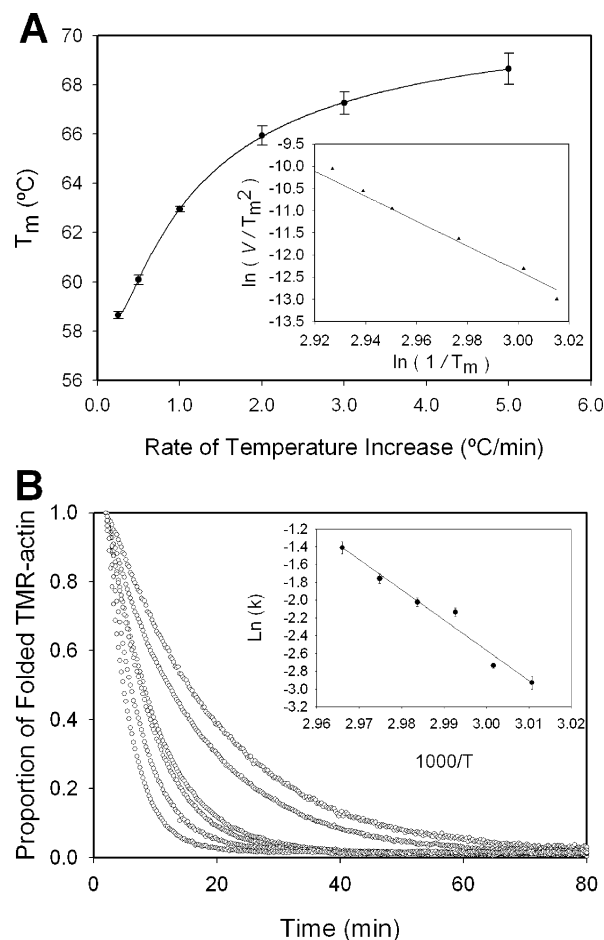 A
70
68
66
64
62
60
58
56
Tm (ºC)
0.0 1.0 2.0 3.0 4.0 5.0 6.0
Rate of Temperature Increase (ºC/min)
-9.5
-10.0
-10.5
-11.0
-11.5
-12.0
-12.5
-13.0
-13.5
ln ( V / Tm2 )
2.92 2.94 2.96 2.98 3.00 3.02
ln ( 1 / Tm )
B
1.0
0.8
0.6
0.4
0.2
0.0
Proportion of Folded TMR-actin
0 20 40 60 80
Time (min)
-1.2
-1.4
-1.6
-1.8
-2.0
-2.2
-2.4
-2.6
-2.8
-3.0
-3.2
Ln (k)
2.96 2.97 2.98 2.99 3.00 3.01 3.02
1000/T